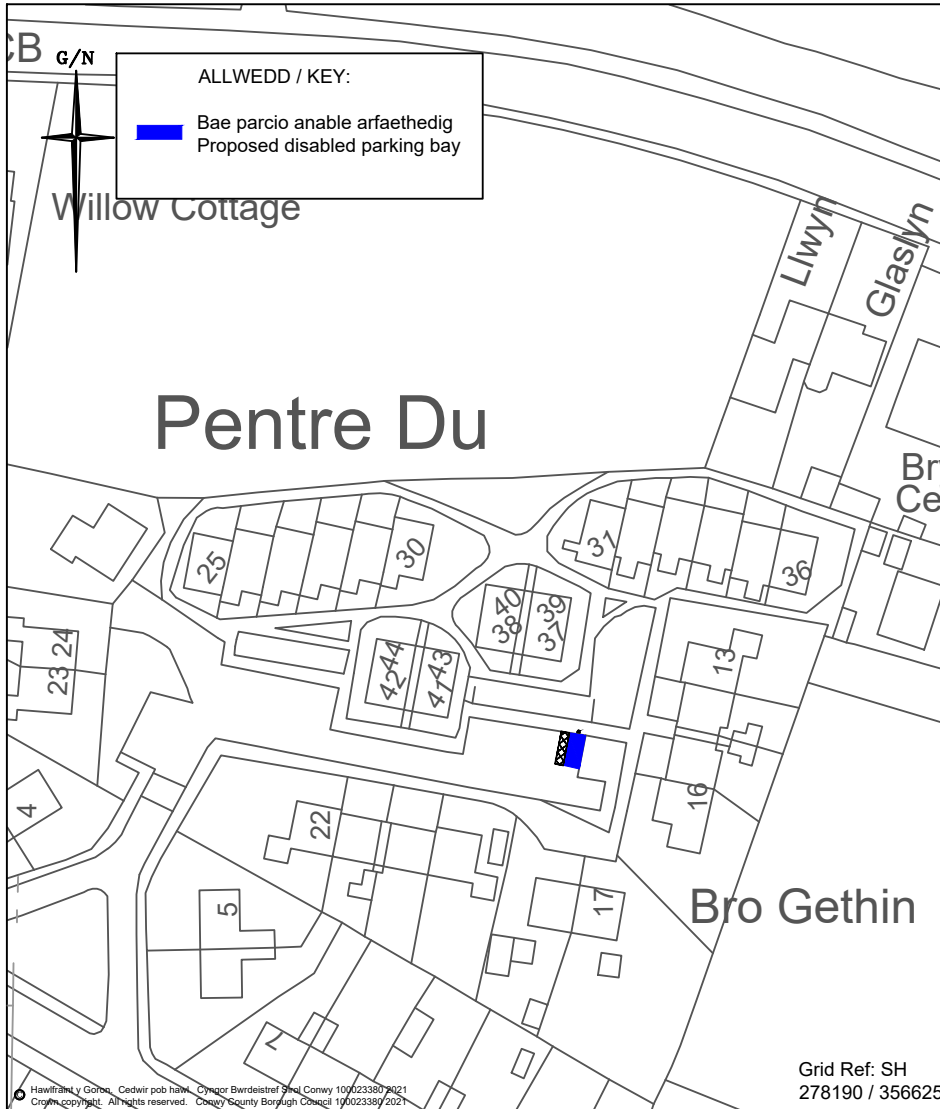 CB
G/N
ALLWEDD / KEY:
Bae parcio anable arfaethedig
Proposed disabled parking bay
Willow Cottage
Llwyn
Glaslyn
Pentre Du
25
30
31
36
40
39
38
37
44
43
42
41
24
23
13
16
4
22
5
17
7
Bro Gethin
Hawlfraint y Goron. Cedwir pob hawl. Cyngor Bwrdeistref Sirol Conwy 100023380 2021
© Crown copyright. All rights reserved. Conwy County Borough Council 100023380 2021
Grid Ref: SH
278190 / 356625